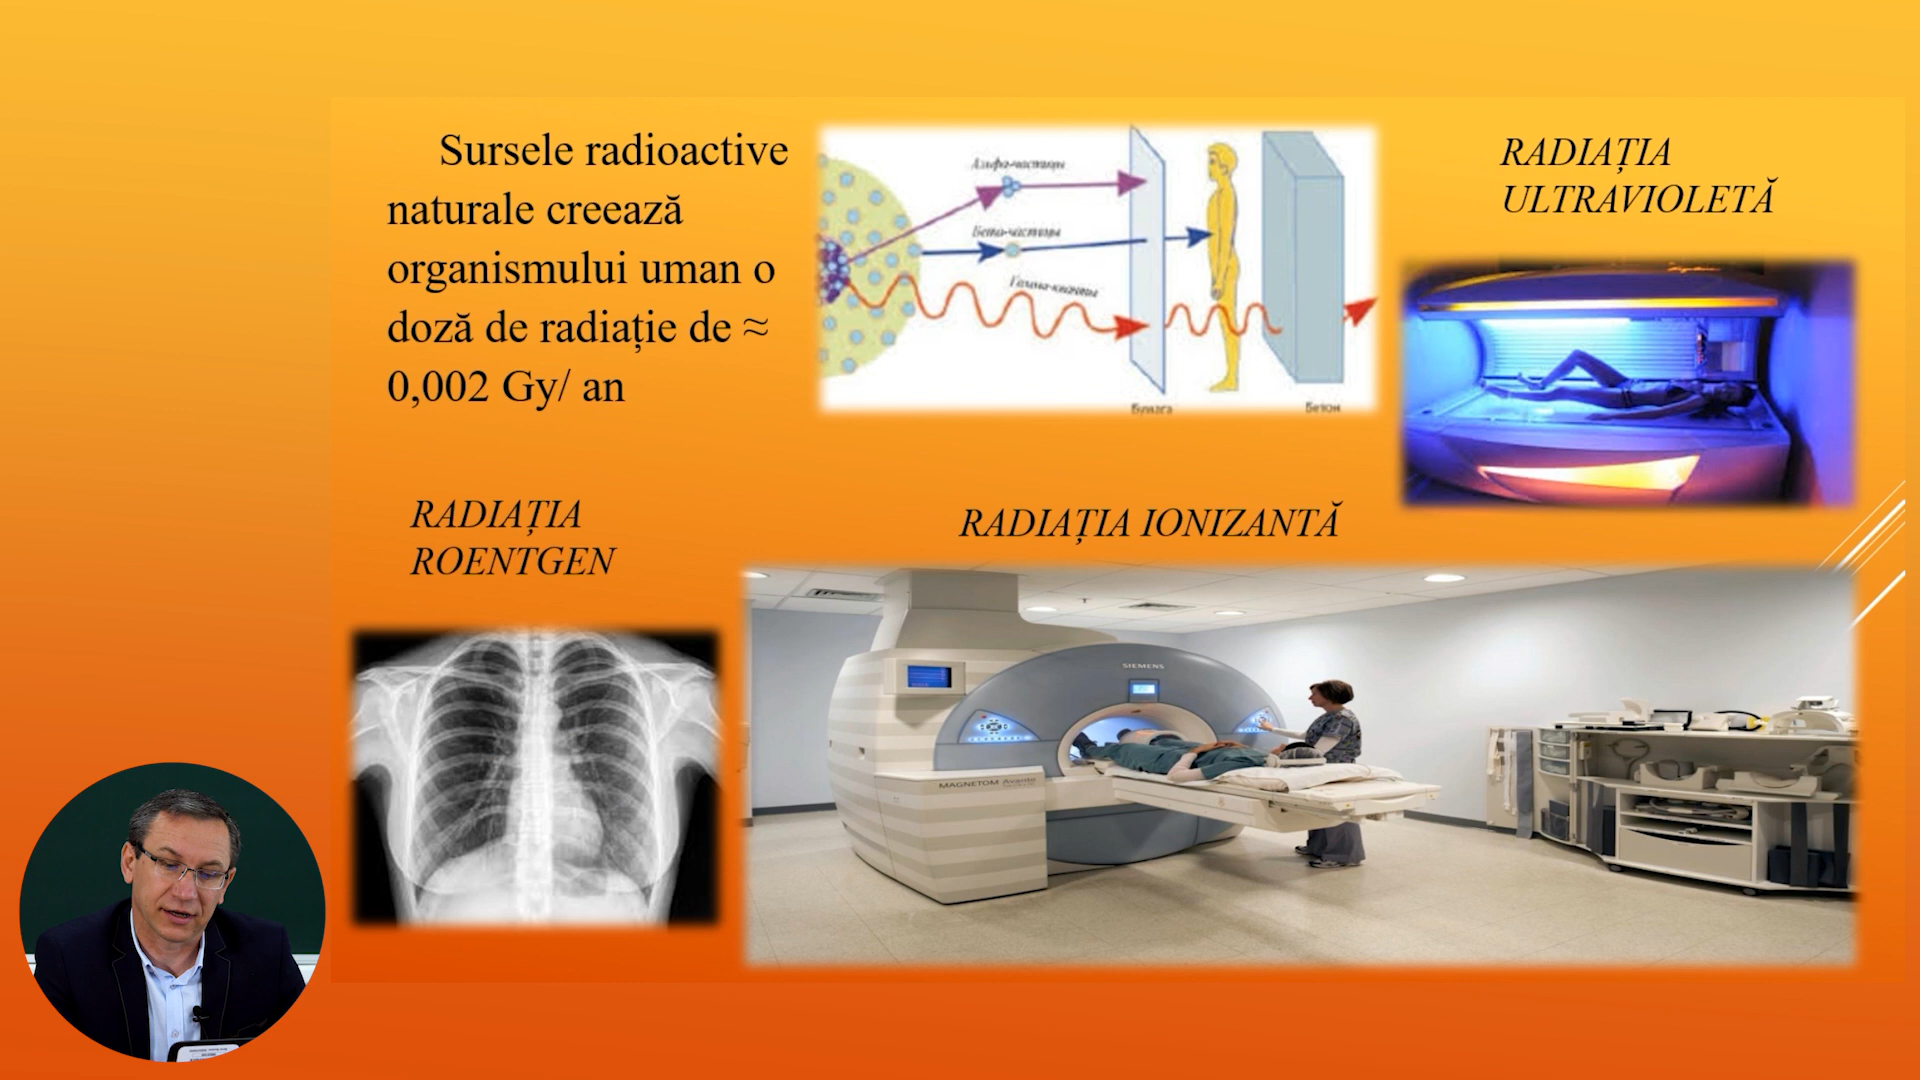 Sursele radioactive
naturale creează
organismului uman o
doză de radiație de ≈
0,002 Gy/ an
Альфа-частицы
Бета-частицы
Гамма-кванты
Бумага
Бетон
RADIAȚIA
ULTRAVIOLETĂ
RADIAȚIA
ROENTGEN
RADIAȚIA IONIZANTĂ
SIEMENS
MAGNETOM Avanto